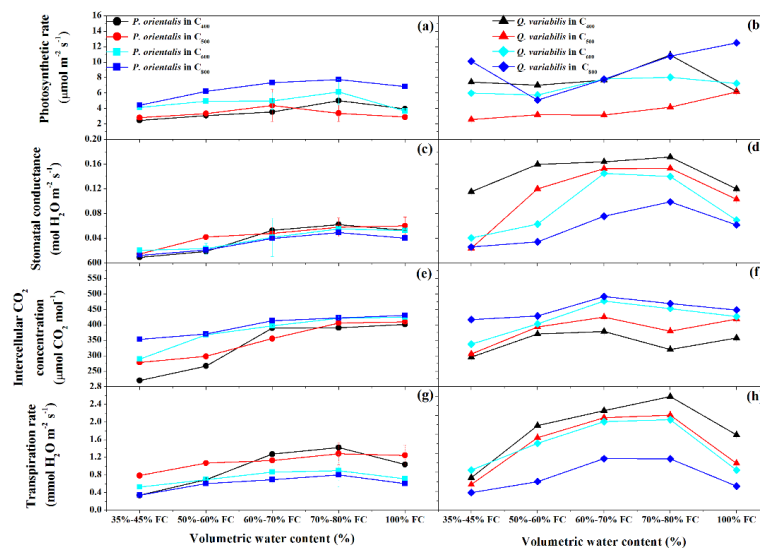 (a)
P. orientalis in C400
P. orientalis in C500
P. orientalis in C600
P. orientalis in C800
(b)
Q. variabilis in C400
Q. variabilis in C500
Q. variabilis in C600
Q. variabilis in C800
Photosynthetic rate
(μmol m-2 s-1)
16
14
12
10
8
6
4
2
0.20
(c)
(d)
Stomatal conductance
(mol H2O m-2 s-1)
0.16
0.12
0.08
0.04
600
(e)
(f)
Intercellular CO2
concentration
(μmol CO2 mol-1)
550
500
450
400
350
300
250
2.8
(g)
(h)
Transpiration rate
(mmol H2O m-2 s-1)
2.4
2.0
1.6
1.2
0.8
0.4
0.0
35%-45% FC 50%-60% FC 60%-70% FC 70%-80% FC 100% FC
35%-45% FC 50%-60% FC 60%-70% FC 70%-80% FC 100% FC
Volumetric water content (%)
Volumetric water content (%)